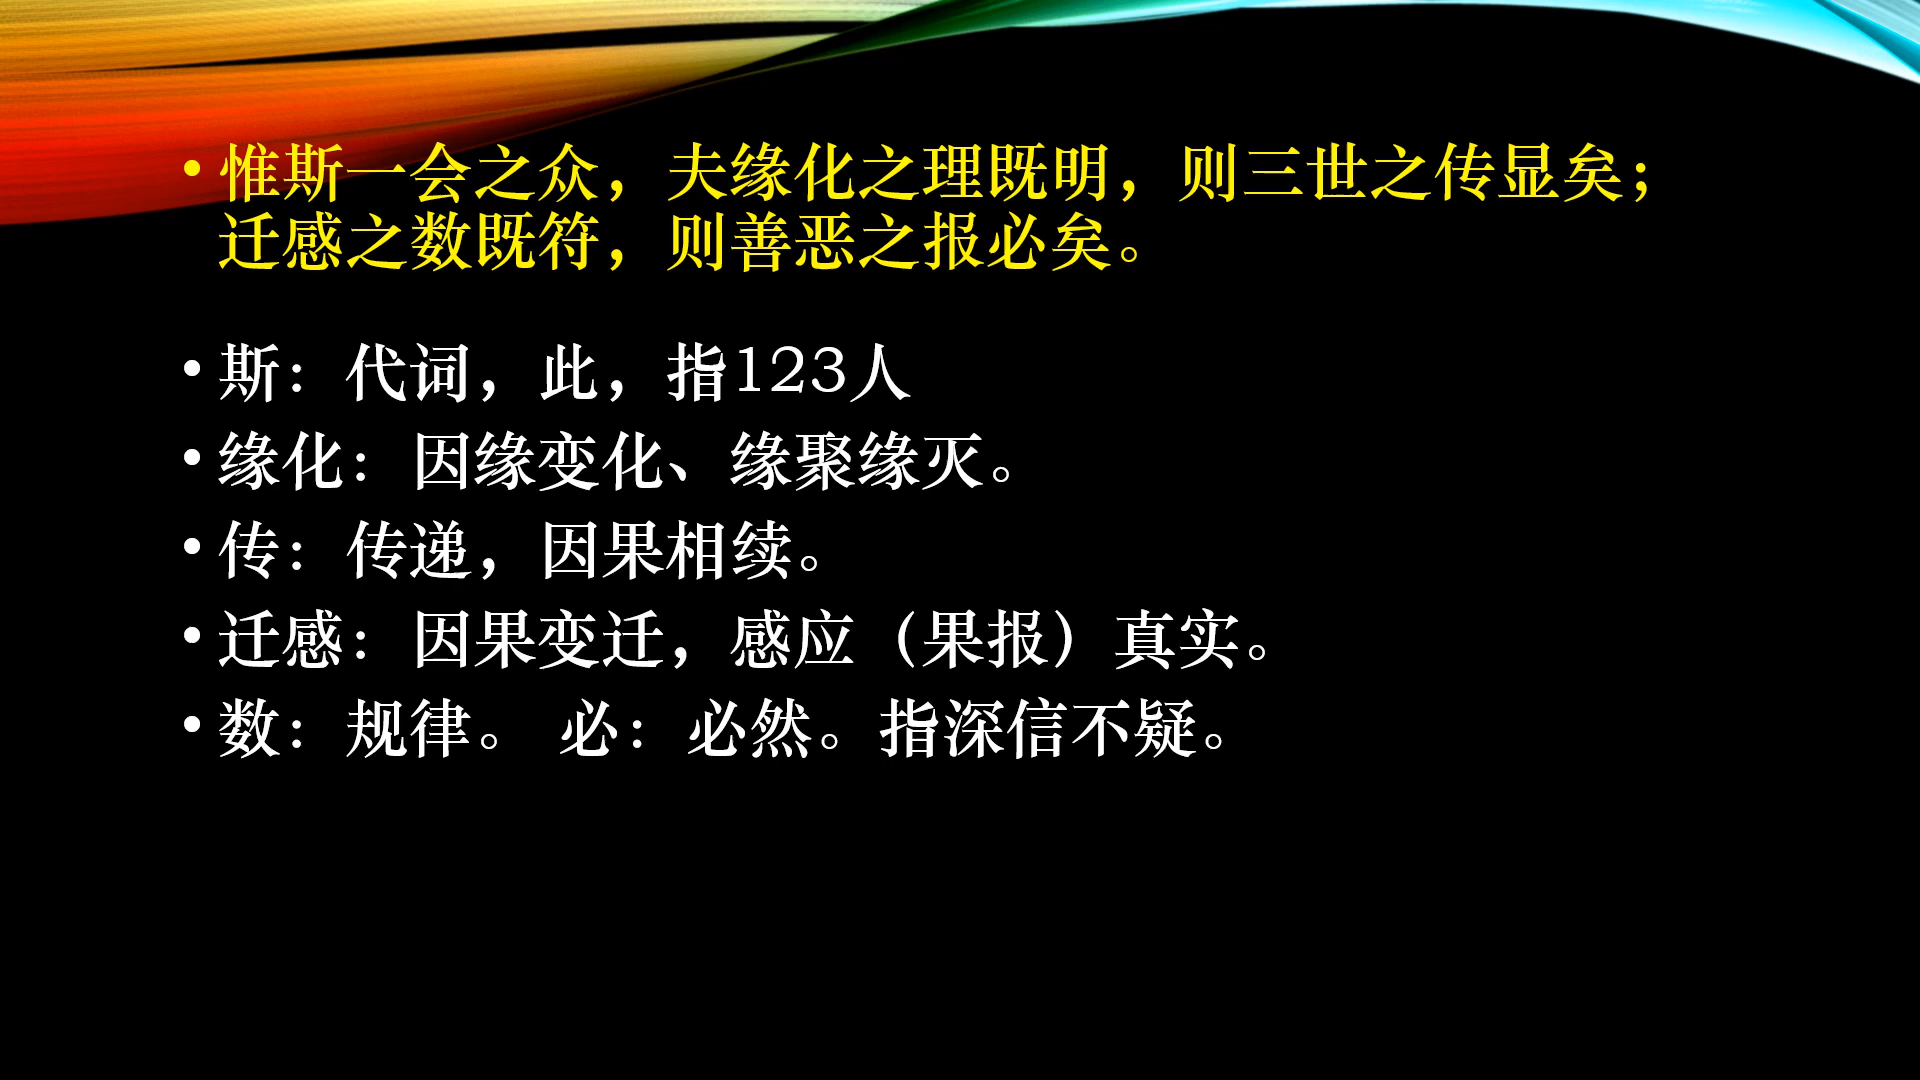 • 惟斯一会之众，夫缘化之理既明，则三世之传显矣；
迁感之数既符，则善恶之报必矣。
• 斯：代词，此，指123人
• 缘化：因缘变化、缘聚缘灭。
• 传：传递，因果相续。
• 迁感：因果变迁，感应（果报）真实。
• 数：规律。 必：必然。指深信不疑。